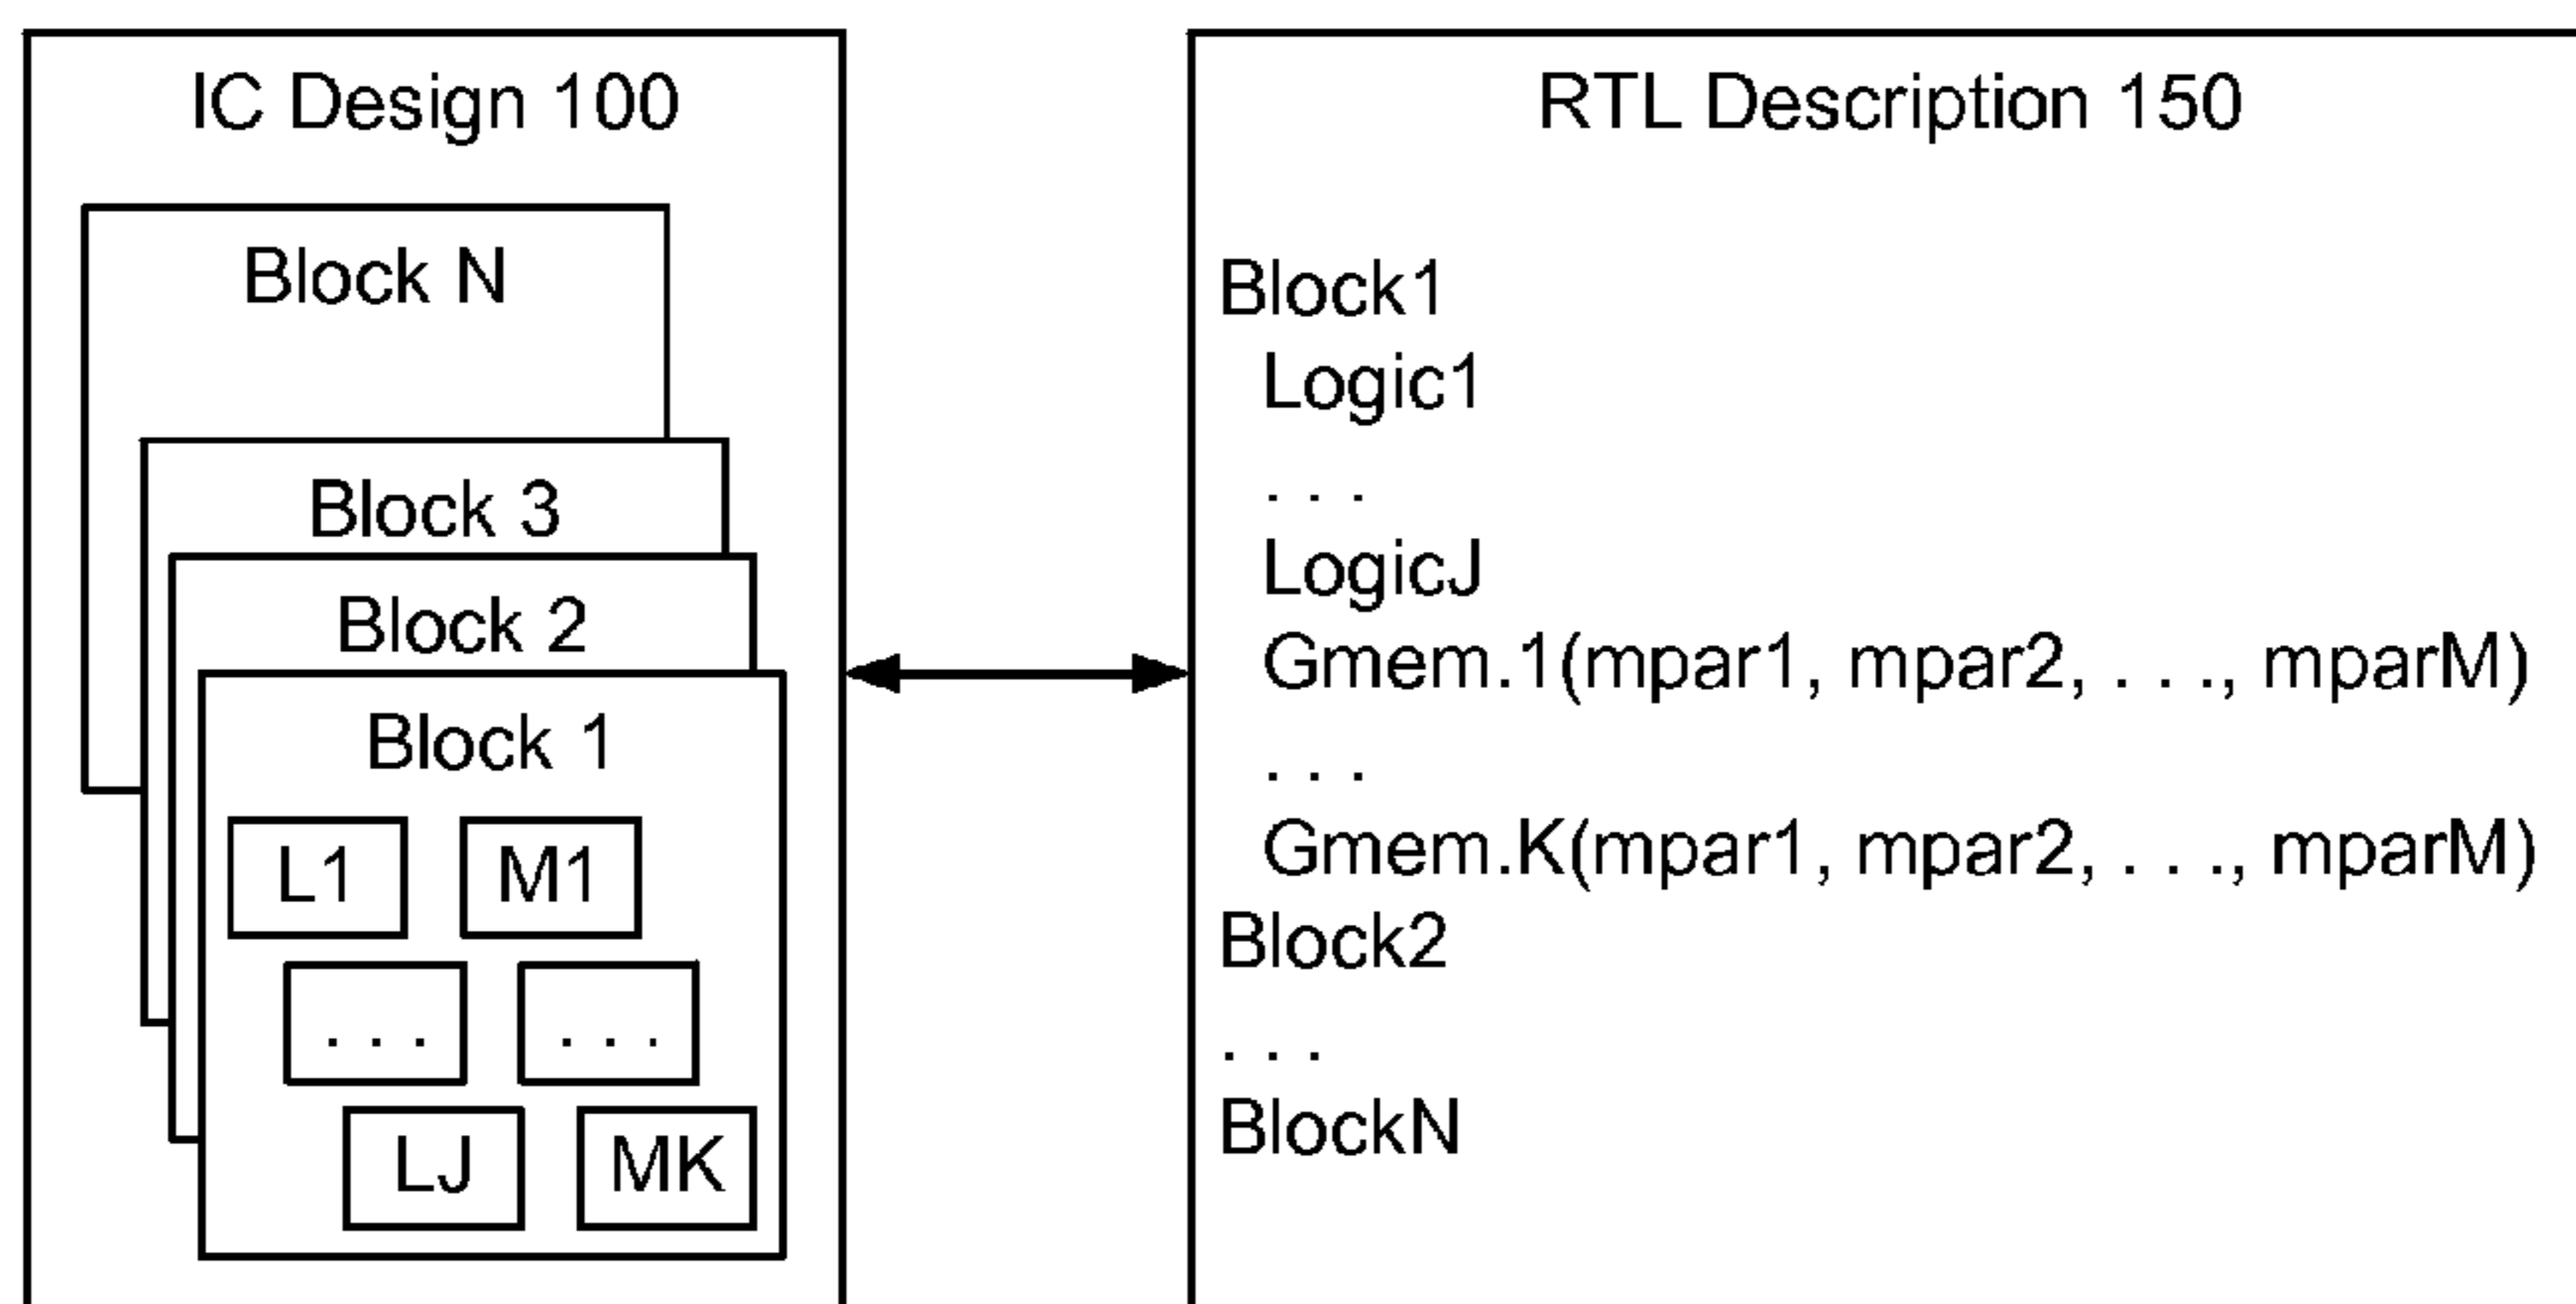 IC Design 100
Block N
Block 3
Block 2
Block 1
L1 M1
. . . . . .
LJ MK
RTL Description 150
Block1
Logic1
. . .
LogicJ
Gmem.1(mpar1, mpar2, . . ., mparM)
. . .
Gmem.K(mpar1, mpar2, . . ., mparM)
Block2
. . .
BlockN